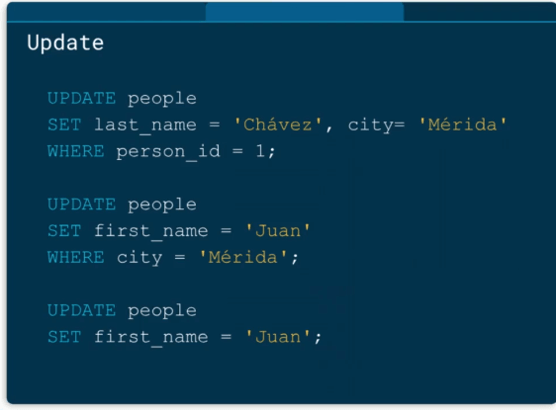 Update
UPDATE people
SET last_name = 'Chávez', city= 'Mérida'
WHERE person_id = 1;
UPDATE people
SET first_name = 'Juan'
WHERE city = 'Mérida';
UPDATE people
SET first_name = 'Juan';